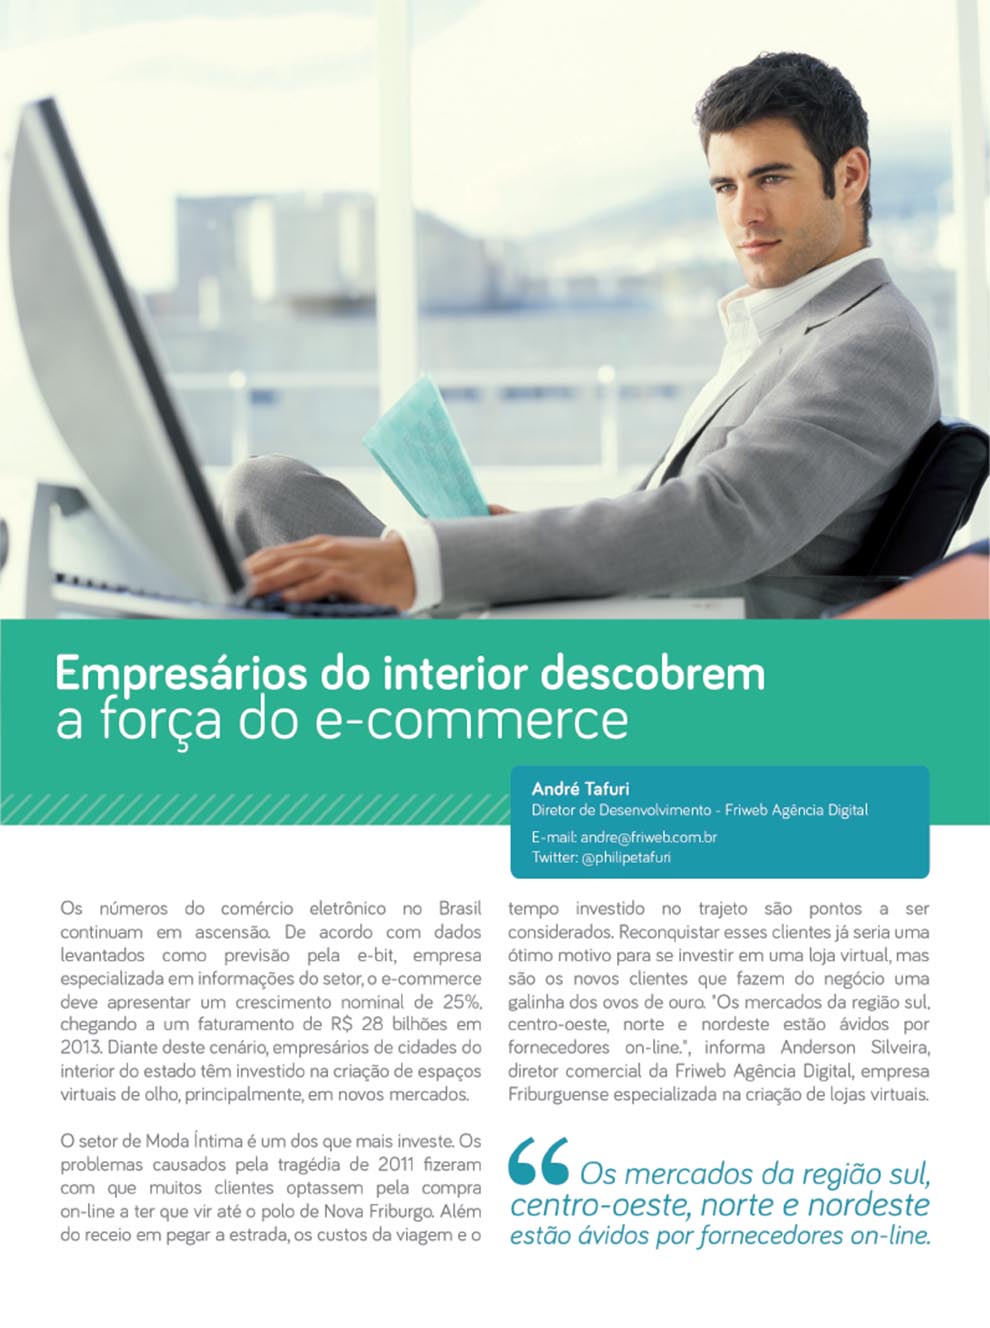 Empresários do interior descobrem
a força do e-commerce
André Tafuri
Diretor de Desenvolvimento - Friweb Agência Digital
E-mail: andre@friweb.com.br
Twitter: @philipetafuri
Os números do comércio eletrônico no Brasil
continuam em ascensão. De acordo com dados
levantados como previsão pela e-bit, empresa
especializada em informações do setor, o e-commerce
deve apresentar um crescimento nominal de 25%,
chegando a um faturamento de R$ 28 bilhões em
2013. Diante deste cenário, empresários de cidades do
interior do estado têm investido na criação de espaços
virtuais de olho, principalmente, em novos mercados.
O setor de Moda Íntima é um dos que mais investe. Os
problemas causados pela tragédia de 2011 fizeram
com que muitos clientes optassem pela compra
on-line a ter que vir até o polo de Nova Friburgo. Além
do receio em pegar a estrada, os custos da viagem e o
tempo investido no trajeto são pontos a ser
considerados. Reconquistar esses clientes já seria uma
ótimo motivo para se investir em uma loja virtual, mas
são os novos clientes que fazem do negócio uma
galinha dos ovos de ouro. "Os mercados da região sul,
centro-oeste, norte e nordeste estão ávidos por
fornecedores on-line.", informa Anderson Silveira,
diretor comercial da Friweb Agência Digital, empresa
Friburguense especializada na criação de lojas virtuais.
“ Os mercados da região sul,
centro-oeste, norte e nordeste
estão ávidos por fornecedores on-line.